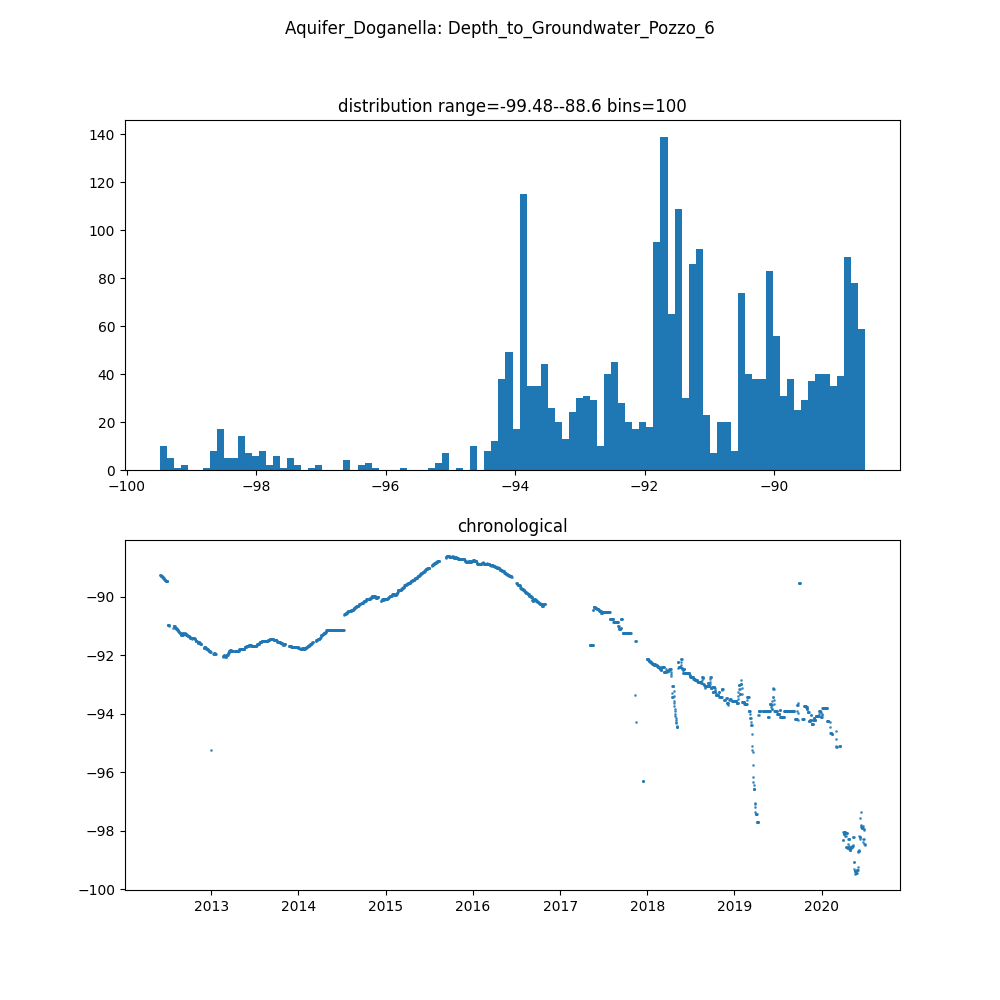 Aquifer_Doganella: Depth_to_Groundwater_Pozzo_6
distribution range=-99.48--88.6 bins=100
140
120
100
80
60
40
20
0
−100 −98 −96 −94 −92 −90
chronological
−90
−92
−94
−96
−98
−100
2013 2014 2015 2016 2017 2018 2019 2020